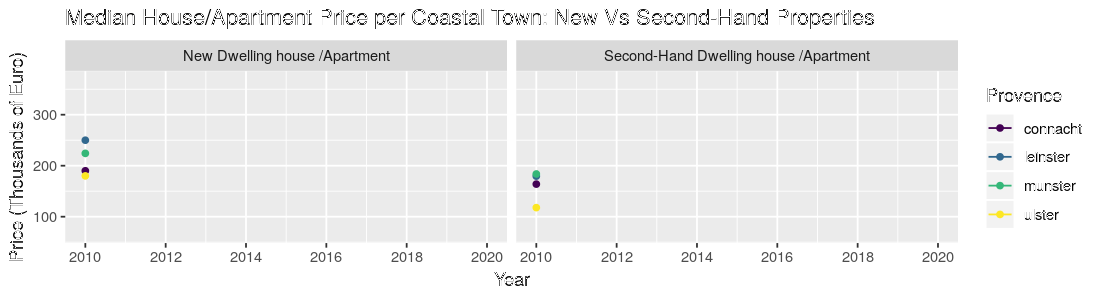 Median House/Apartment Price per Coastal Town: New Vs Second-Hand Properties
New Dwelling house /Apartment
Second-Hand Dwelling house /Apartment
Price (Thousands of Euro)
300
200
100
2010 2012 2014 2016 2018 2020
2010 2012 2014 2016 2018 2020
Year
Provence
connacht
leinster
munster
ulster